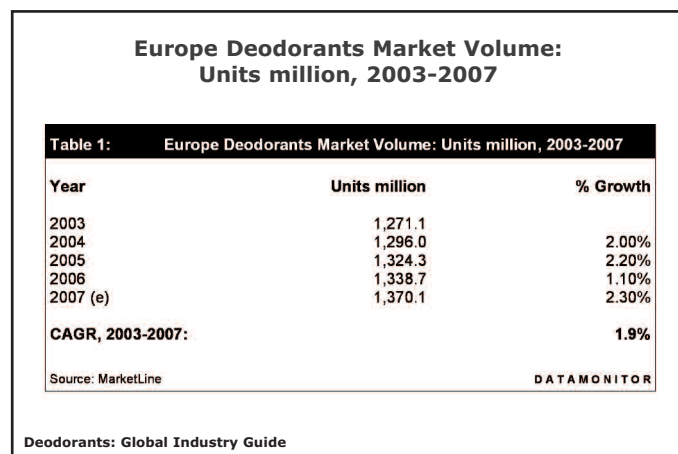 Europe Deodorants Market Volume:
Units million, 2003-2007
Table 1: Europe Deodorants Market Volume: Units million, 2003-2007
Year Units million % Growth
2003 1,271.1
2004 1,296.0 2.00%
2005 1,324.3 2.20%
2006 1,338.7 1.10%
2007 (e) 1,370.1 2.30%
CAGR, 2003-2007: 1.9%
Source: MarketLine DATAMONITOR
Deodorants: Global Industry Guide